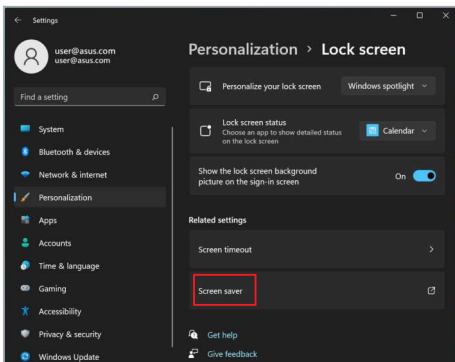 Settings
user@asus.com
user@asus.com
Find a setting
System
Bluetooth & devices
Network & internet
Personalization
Apps
Accounts
Time & language
Gaming
Accessibility
Privacy & security
Windows Update
Personalization > Lock screen
Personalize your lock screen
Windows spotlight
Lock screen status
Choose an app to show detailed status
on the lock screen
Calendar
Show the lock screen background
picture on the sign-in screen
On
Related settings
Screen timeout
Screen saver
Get help
Give feedback